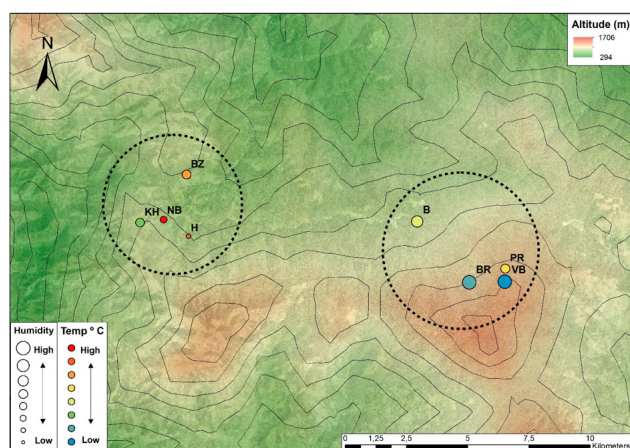 N
Altitude (m)
1706
294
BZ
KH NB
H
B
PR
BR VB
Humidity
High
Low
Temp º C
High
Low
0 1,25 2,5 5 7,5 10
Kilometers